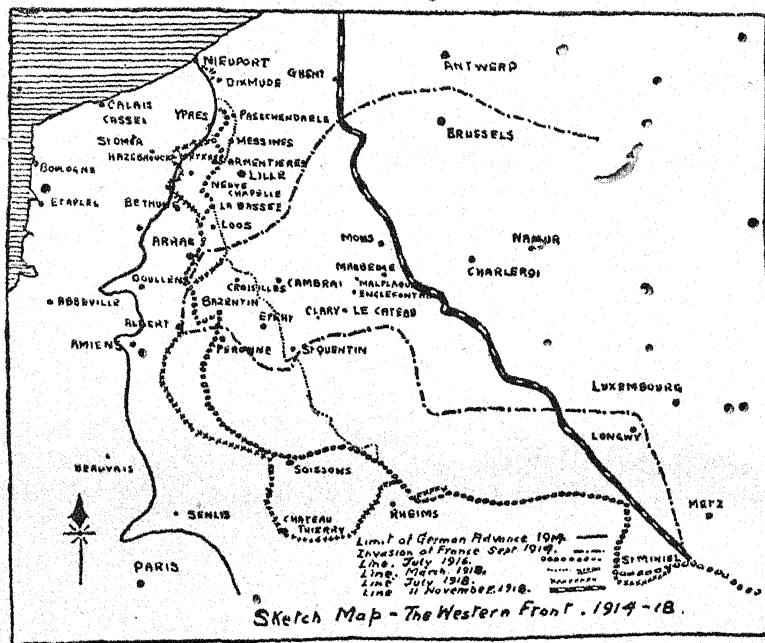 NIEUPORT
DIXMUDE
GHENT
ANTWERP
CALAIS
CASSEL
YPRES
PASSCHENDAELE
BRUSSELS
ST OMER
MESSINES
HAZEBROUCK
ARMENTIERES
BOULOGNE
LILLE
ETAPLES
BETHUNE
NEUVE
CHAPELLE
LA BASSEE
LOOS
ARRAS
MONS
NAMUR
CHARLEROI
MAUBEUGE
MALPLAQUET
ENGLEFONTAINE
DOULLENS
CROISILLES
CAMBRAI
ABBEVILLE
BAZENTIN
ALBERT
EPEHY
CLARY
LE CATEAU
AMIENS
PERONNE
ST QUENTIN
LUXEMBOURG
LONGWY
BEAUVAIS
SOISSONS
SENLIS
RHEIMS
METZ
CHATEAU
THIERRY
ST MIHIEL
PARIS
Limit of German Advance 1914.
Invasion of France Sept 1914.
Line. July 1916.
Line. March. 1918.
Line July 1918.
Line 11 November. 1918.
Sketch Map - The Western Front. 1914-18.